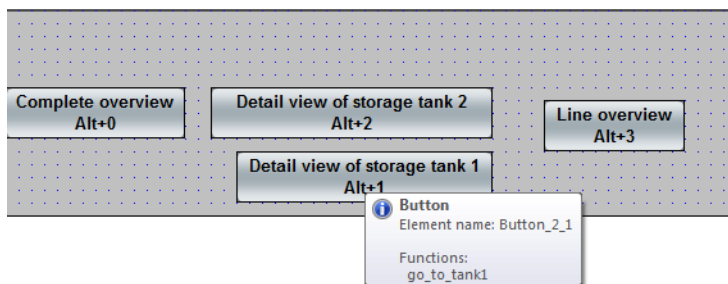 Complete overview
Alt+0
Detail view of storage tank 2
Alt+2
Line overview
Alt+3
Detail view of storage tank 1
Alt+1
Button
Element name: Button_2_1
Functions:
go_to_tank1